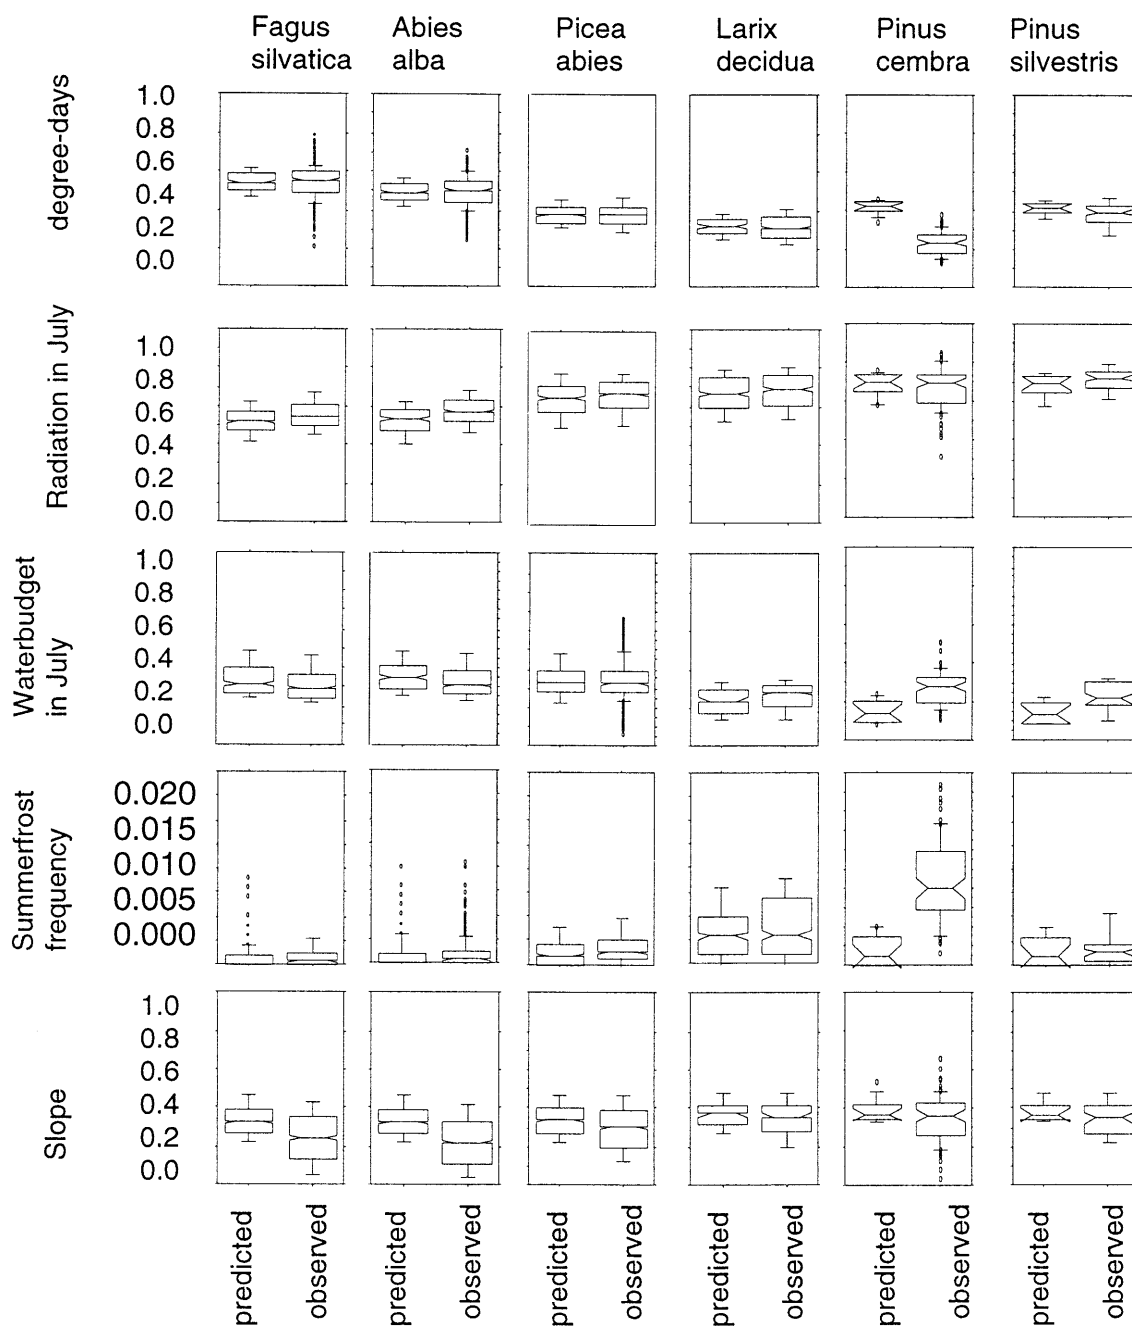 Fagus silvatica
Abies alba
Picea abies
Larix decidua
Pinus cembra
Pinus silvestris
degree-days
1.0
0.8
0.6
0.4
0.2
0.0
Radiation in July
1.0
0.8
0.6
0.4
0.2
0.0
Waterbudget in July
1.0
0.8
0.6
0.4
0.2
0.0
Summerfrost frequency
0.020
0.015
0.010
0.005
0.000
Slope
1.0
0.8
0.6
0.4
0.2
0.0
predicted
observed
predicted
observed
predicted
observed
predicted
observed
predicted
observed
predicted
observed